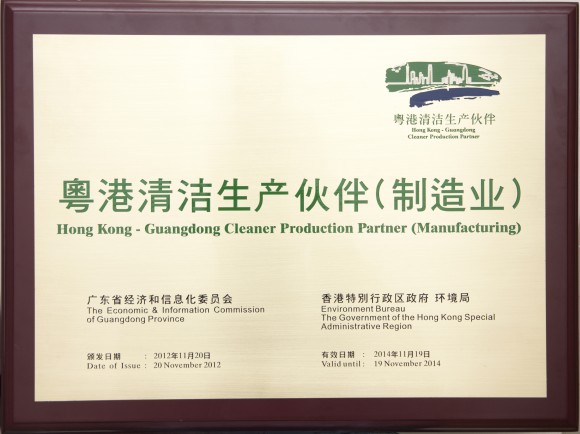 粤港清洁生产伙伴
Hong Kong - Guangdong
Cleaner Production Partner
粤港清洁生产伙伴(制造业)
Hong Kong - Guangdong Cleaner Production Partner (Manufacturing)
广东省经济和信息化委员会
The Economic & Information Commission
of Guangdong Province
香港特别行政区政府 环境局
Environment Bureau
The Government of the Hong Kong Special
Administrative Region
颁发日期 : 2012年11月20日
Date of Issue : 20 November 2012
有效日期 : 2014年11月19日
Valid until : 19 November 2014